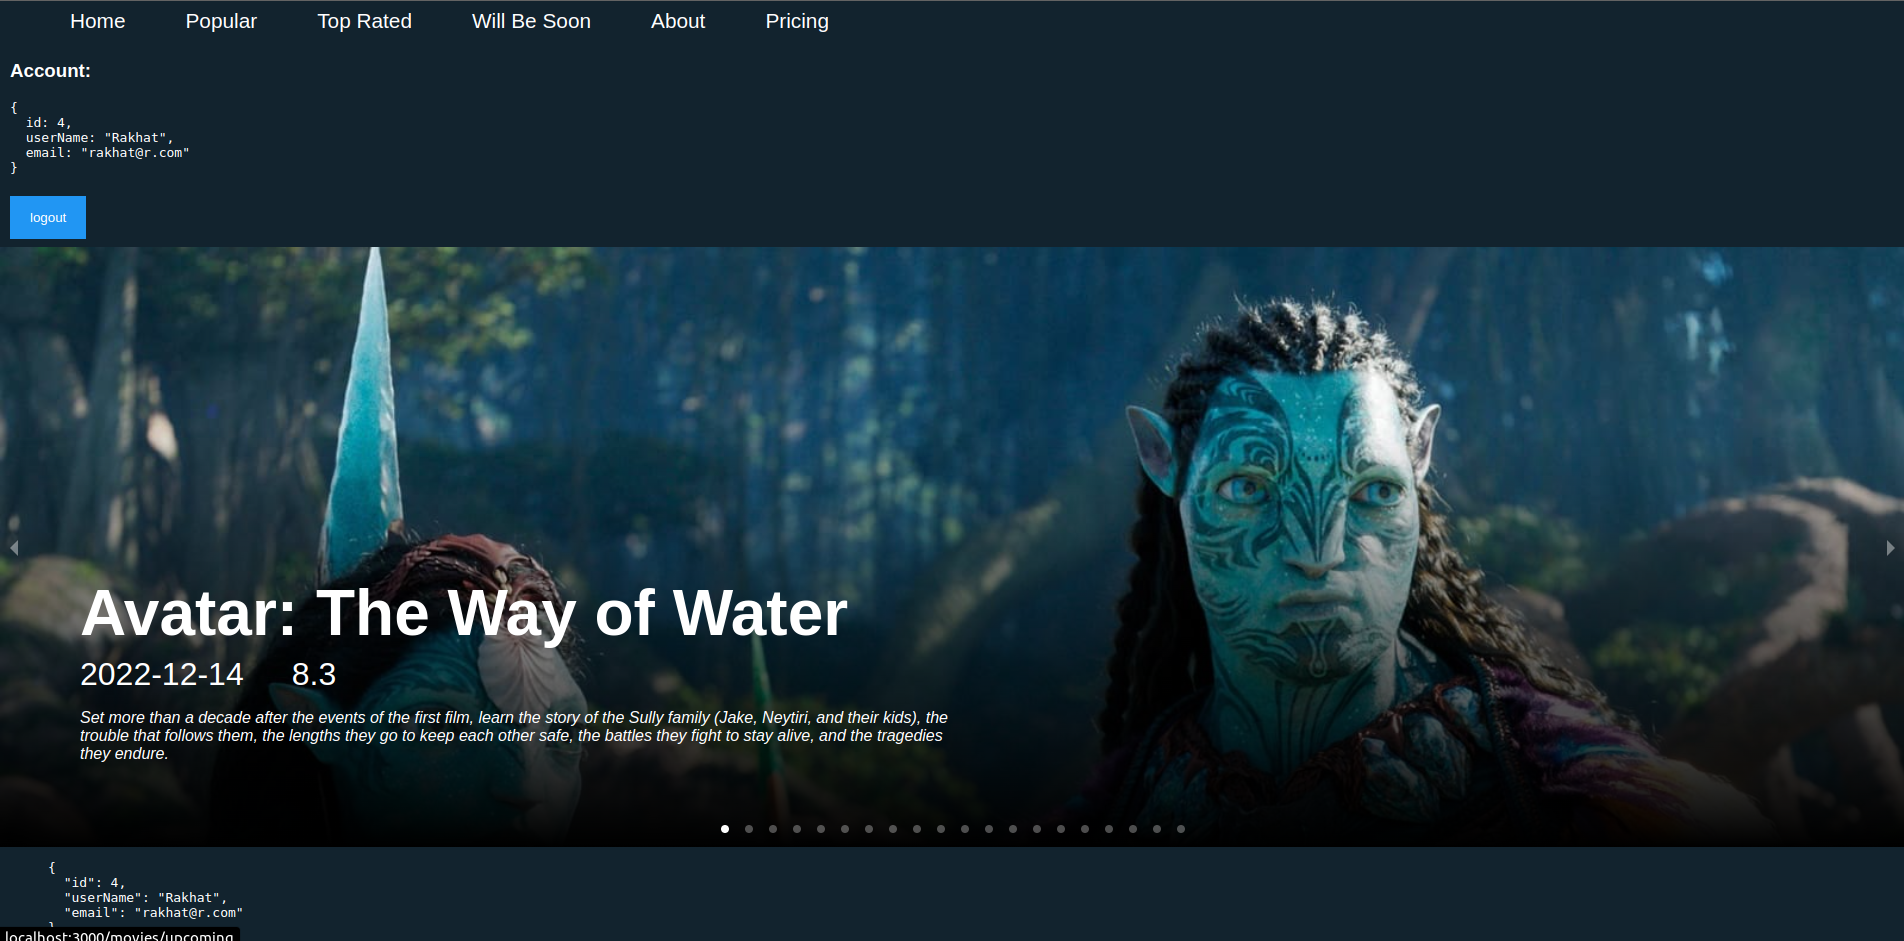 Home Popular Top Rated Will Be Soon About Pricing
Account:
{
  id: 4,
  userName: "Rakhat",
  email: "rakhat@r.com"
}
logout
Avatar: The Way of Water
2022-12-14 8.3
Set more than a decade after the events of the first film, learn the story of the Sully family (Jake, Neytiri, and their kids), the
trouble that follows them, the lengths they go to keep each other safe, the battles they fight to stay alive, and the tragedies
they endure.
{
  "id": 4,
  "userName": "Rakhat",
  "email": "rakhat@r.com"
}
localhost:3000/movies/upcoming